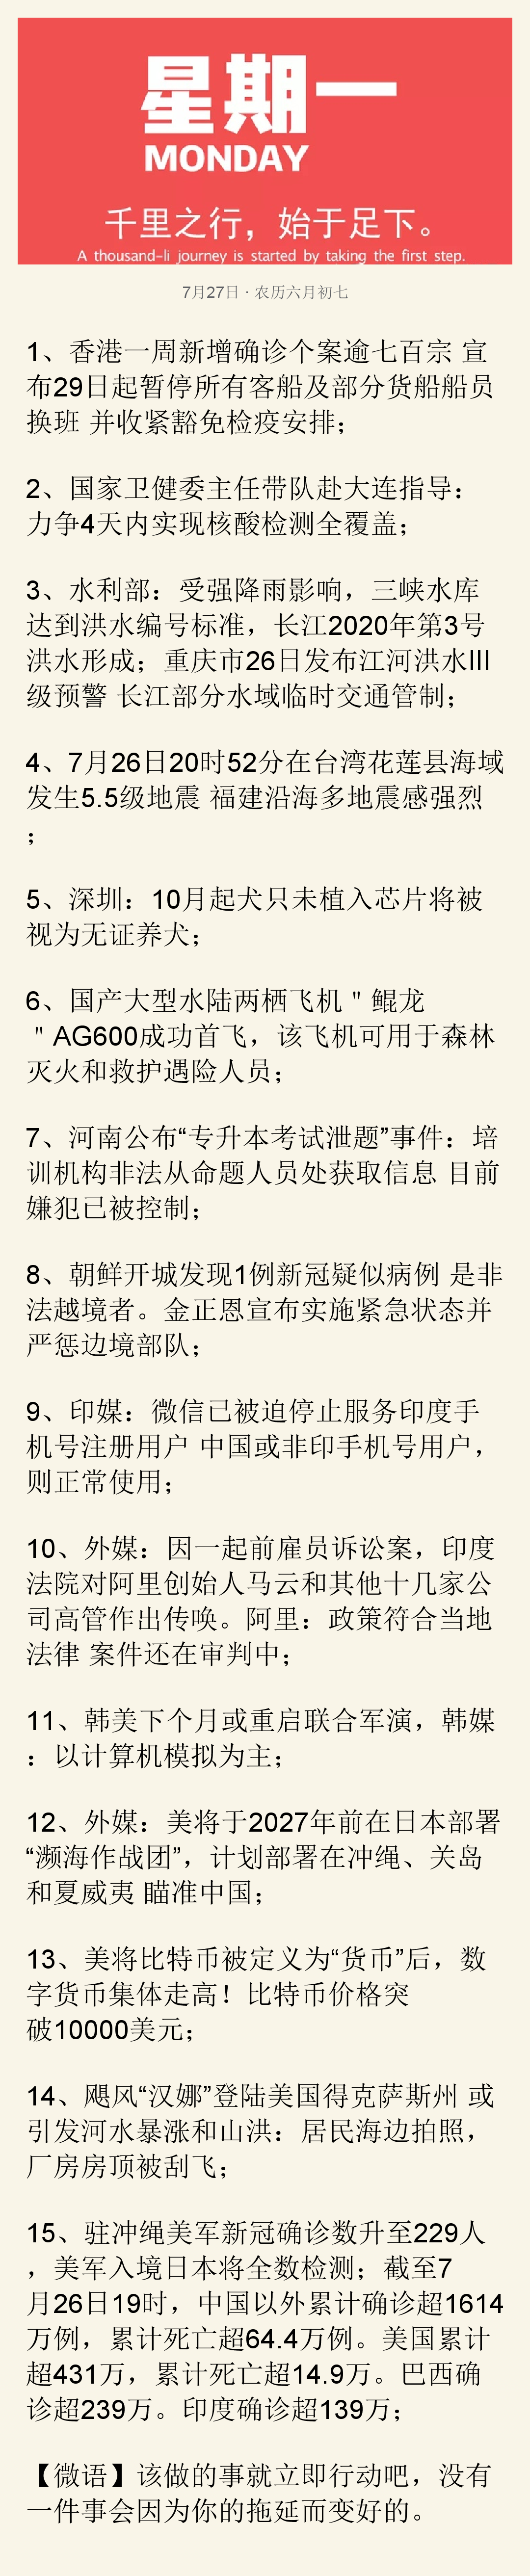 星期一
MONDAY
千里之行，始于足下。
A thousand-li journey is started by taking the first step.
7月27日 · 农历六月初七
1、香港一周新增确诊个案逾七百宗 宣
布29日起暂停所有客船及部分货船船员
换班 并收紧豁免检疫安排；
2、国家卫健委主任带队赴大连指导：
力争4天内实现核酸检测全覆盖；
3、水利部：受强降雨影响，三峡水库
达到洪水编号标准，长江2020年第3号
洪水形成；重庆市26日发布江河洪水III
级预警 长江部分水域临时交通管制；
4、7月26日20时52分在台湾花莲县海域
发生5.5级地震 福建沿海多地震感强烈
；
5、深圳：10月起犬只未植入芯片将被
视为无证养犬；
6、国产大型水陆两栖飞机＂鲲龙
＂AG600成功首飞，该飞机可用于森林
灭火和救护遇险人员；
7、河南公布“专升本考试泄题”事件：培
训机构非法从命题人员处获取信息 目前
嫌犯已被控制；
8、朝鲜开城发现1例新冠疑似病例 是非
法越境者。金正恩宣布实施紧急状态并
严惩边境部队；
9、印媒：微信已被迫停止服务印度手
机号注册用户 中国或非印手机号用户，
则正常使用；
10、外媒：因一起前雇员诉讼案，印度
法院对阿里创始人马云和其他十几家公
司高管作出传唤。阿里：政策符合当地
法律 案件还在审判中；
11、韩美下个月或重启联合军演，韩媒
：以计算机模拟为主；
12、外媒：美将于2027年前在日本部署
“濒海作战团”，计划部署在冲绳、关岛
和夏威夷 瞄准中国；
13、美将比特币被定义为“货币”后，数
字货币集体走高！比特币价格突
破10000美元；
14、飓风“汉娜”登陆美国得克萨斯州 或
引发河水暴涨和山洪：居民海边拍照，
厂房房顶被刮飞；
15、驻冲绳美军新冠确诊数升至229人
，美军入境日本将全数检测；截至7
月26日19时，中国以外累计确诊超1614
万例，累计死亡超64.4万例。美国累计
超431万，累计死亡超14.9万。巴西确
诊超239万。印度确诊超139万；
【微语】该做的事就立即行动吧，没有
一件事会因为你的拖延而变好的。